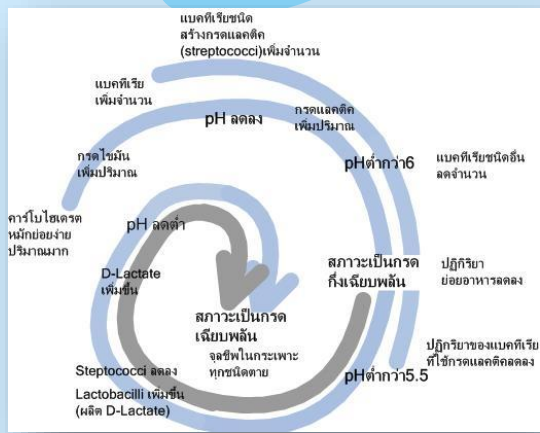 แบคทีเรียชนิด
สร้างกรดแลคติค
(streptococci)เพิ่มจำนวน
แบคทีเรีย
เพิ่มจำนวน
pH ลดลง
กรดแลคติค
เพิ่มปริมาณ
กรดไขมัน
เพิ่มปริมาณ
pHต่ำกว่า6
แบคทีเรียชนิดอื่น
ลดจำนวน
คาร์โบไฮเดรต
หมักย่อยง่าย
ปริมาณมาก
pH ลดต่ำ
D-Lactate
เพิ่มขึ้น
สภาวะเป็นกรด
กึ่งเฉียบพลัน
ปฏิกิริยา
ย่อยอาหารลดลง
สภาวะเป็นกรด
เฉียบพลัน
จุลชีพในกระเพาะ
ทุกชนิดตาย
ปฏิกริยาของแบคทีเรีย
ที่ใช้กรดแลคติคลดลง
pHต่ำกว่า5.5
Steptococci ลดลง
Lactobacilli เพิ่มขึ้น
(ผลิต D-Lactate)